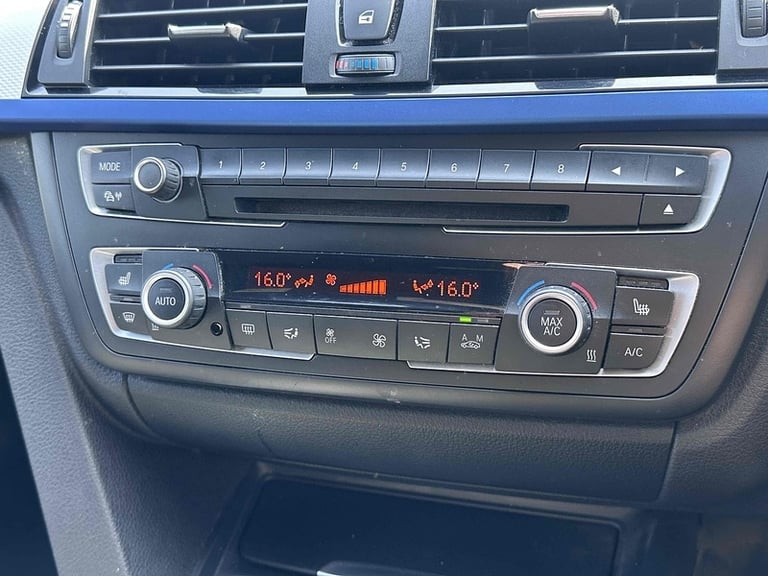 MODE 1 2 3 4 5 6 7 8
16.0° 16.0°
AUTO
OFF
A M
MAX
A/C
A/C